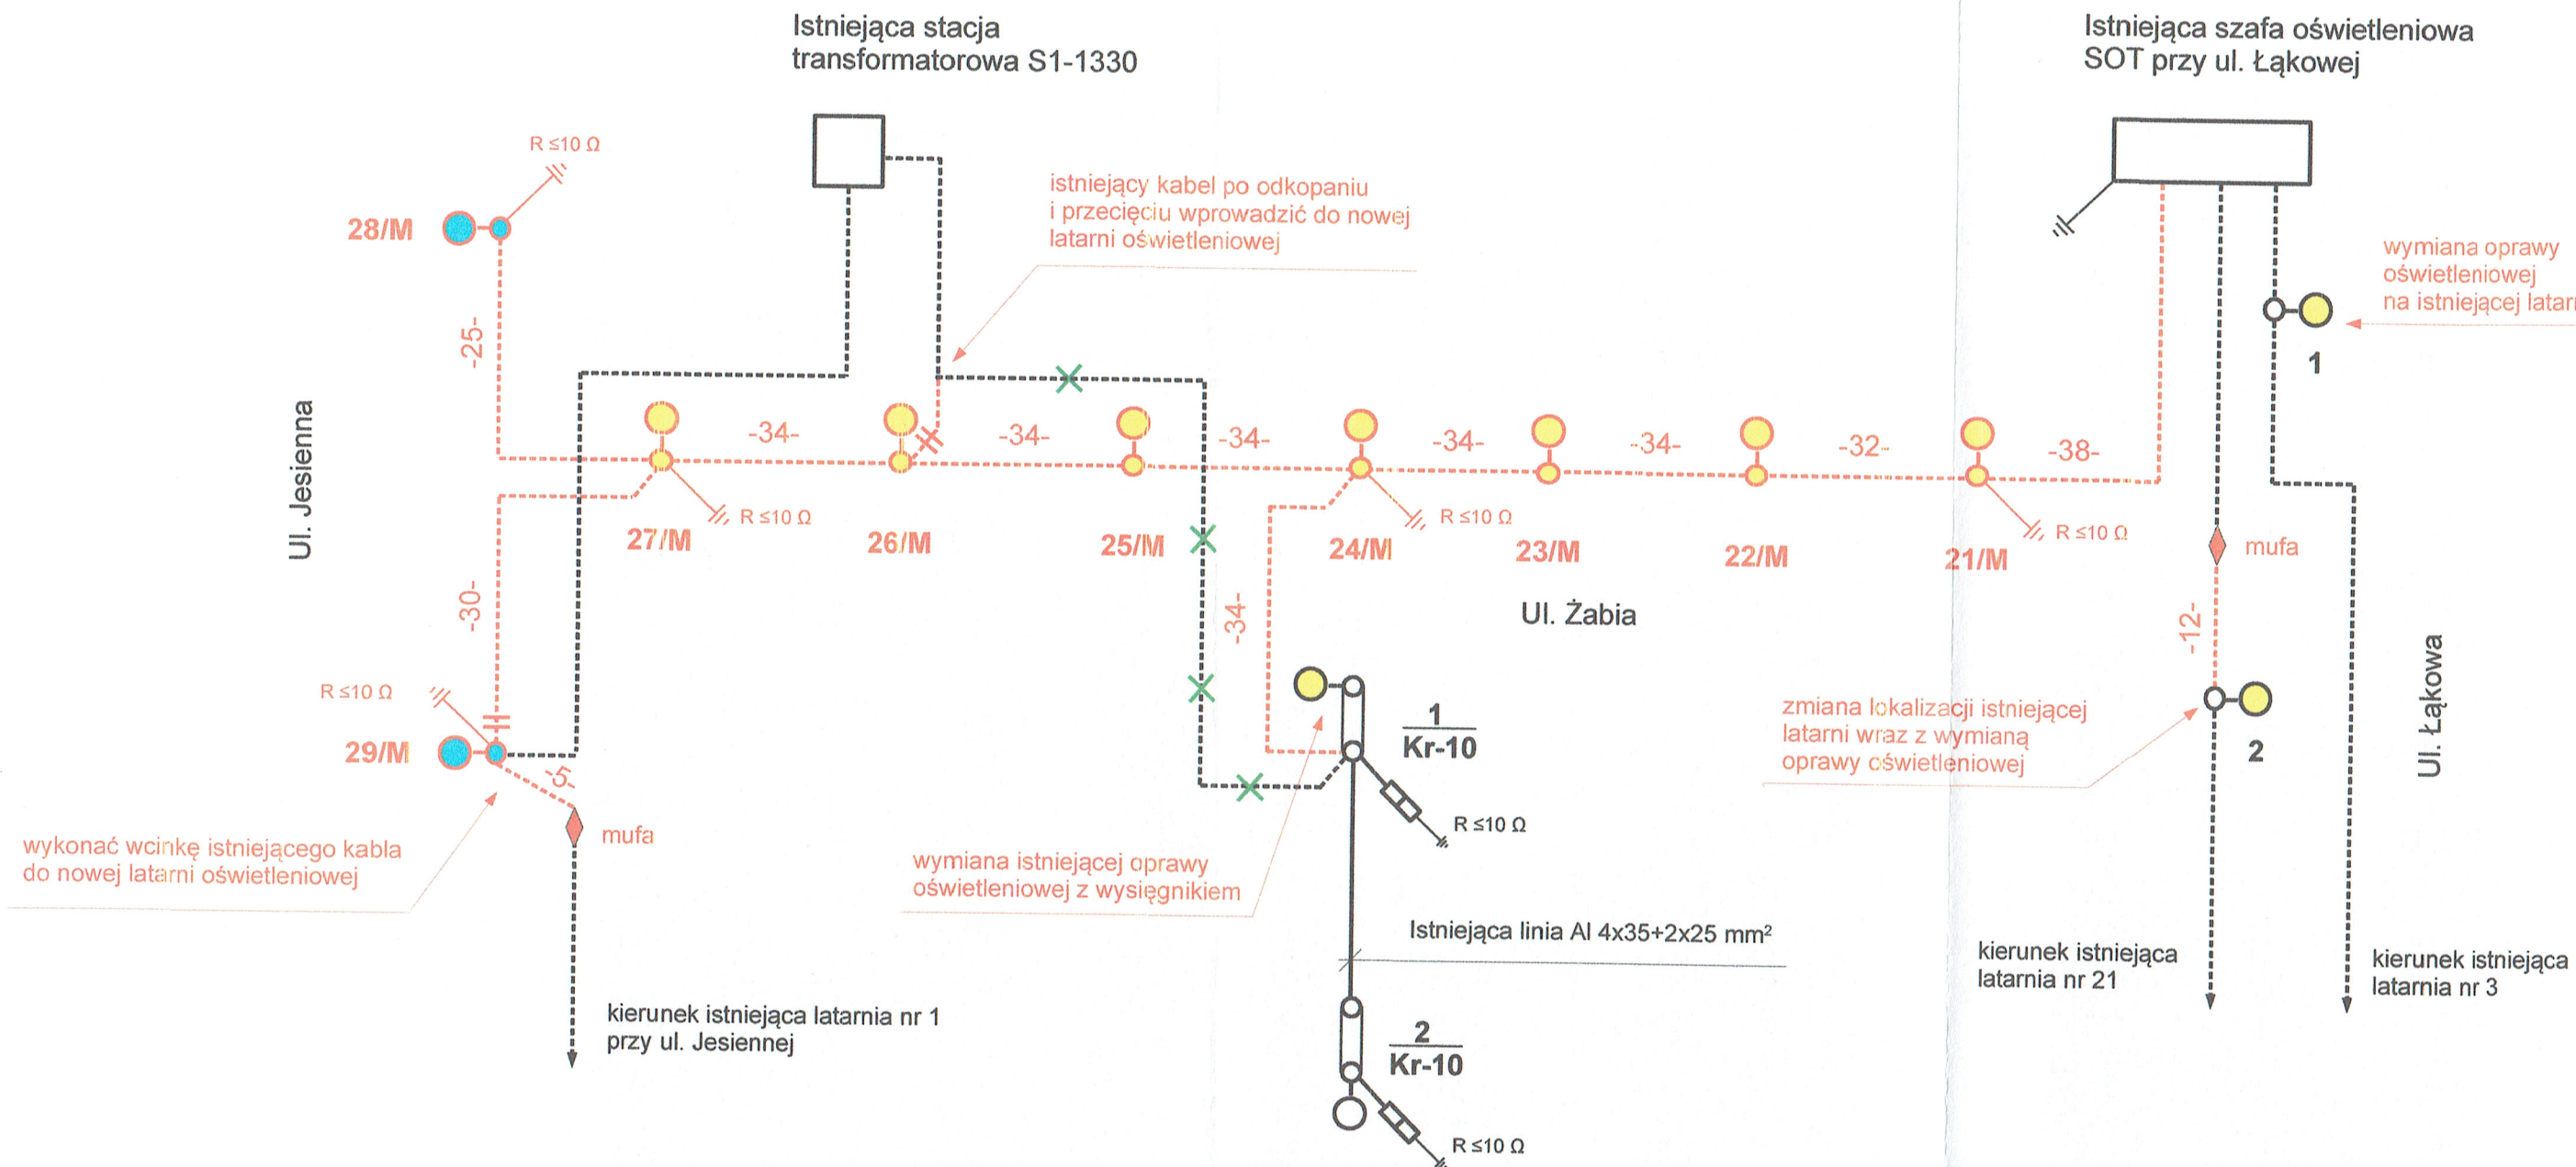 Istniejąca stacja
transformatorowa S1-1330
Istniejąca szafa oświetleniowa
SOT przy ul. Łąkowej
R ≤10 Ω
28/M
istniejący kabel po odkopaniu
i przecięciu wprowadzić do nowej
latarni oświetleniowej
wymiana oprawy
oświetleniowej
na istniejącej
1
-25-
Ul. Jesienna
-34-
-34-
-34-
-34-
-34-
-32-
-38-
R ≤10 Ω
R ≤10 Ω
R ≤10 Ω
27/M
26/M
25/M
24/M
23/M
22/M
21/M
mufa
-30-
-34-
Ul. Żabia
-12-
Ul. Łąkowa
R ≤10 Ω
29/M
-5-
1
Kr-10
zmiana lokalizacji istniejącej
latarni wraz z wymianą
oprawy oświetleniowej
2
R ≤10 Ω
mufa
wykonać wcinkę istniejącego kabla
do nowej latarni oświetleniowej
wymiana istniejącej oprawy
oświetleniowej z wysięgnikiem
Istniejąca linia Al 4x35+2x25 mm²
kierunek istniejąca
latarnia nr 21
kierunek istniejąca
latarnia nr 3
kierunek istniejąca latarnia nr 1
przy ul. Jesiennej
2
Kr-10
R ≤10 Ω